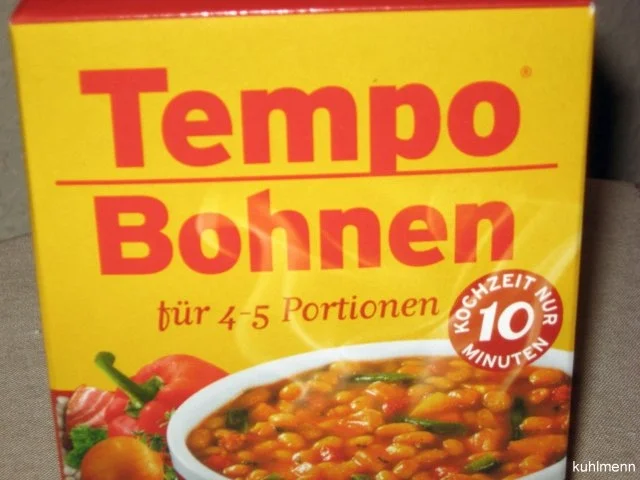 Tempo®
Bohnen
für 4-5 Portionen
KOCHZEIT NUR
10
MINUTEN
kuhlmenn